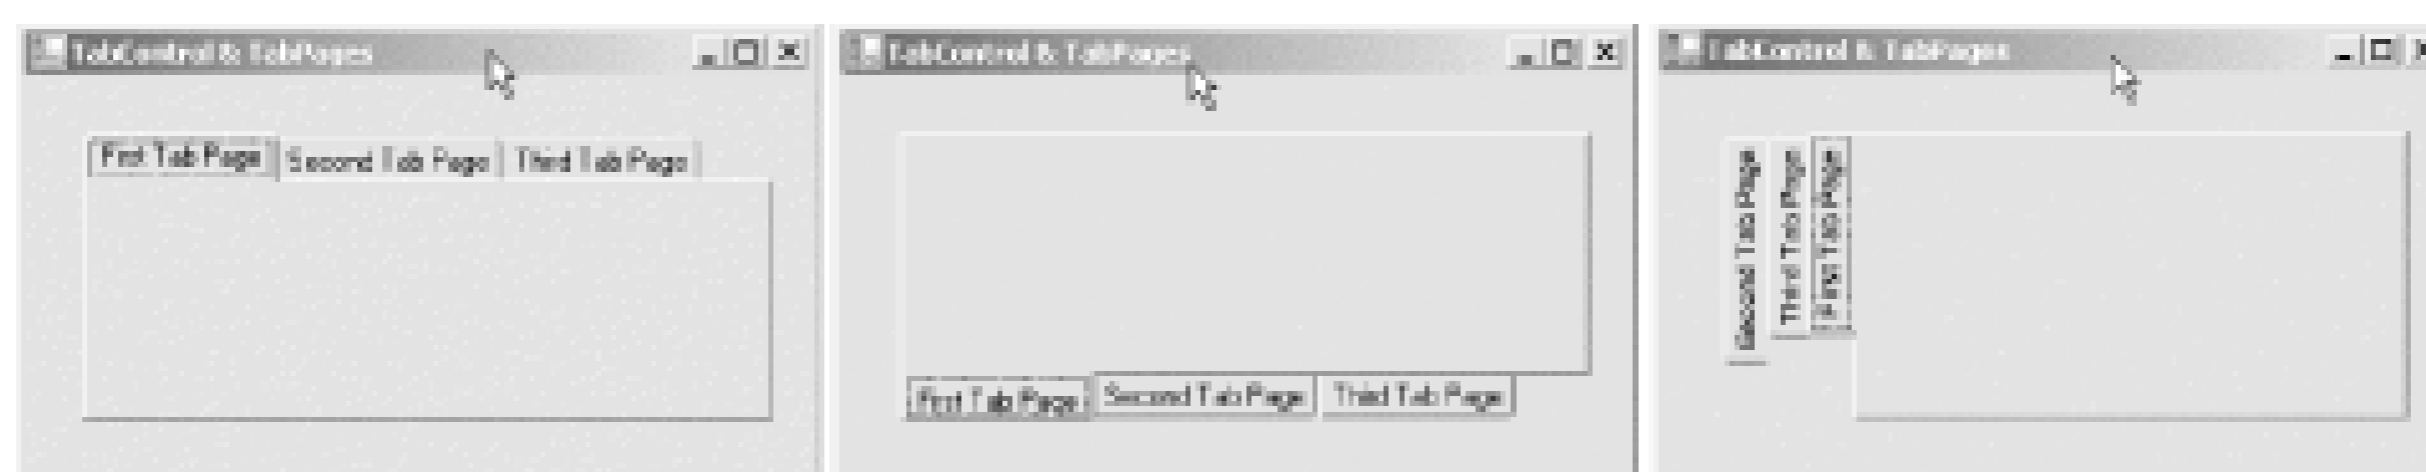 TabControl & TabPages
First Tab Page Second Tab Page Third Tab Page
TabControl & TabPages
First Tab Page Second Tab Page Third Tab Page
TabControl & TabPages
Second Tab Page
Third Tab Page
First Tab Page